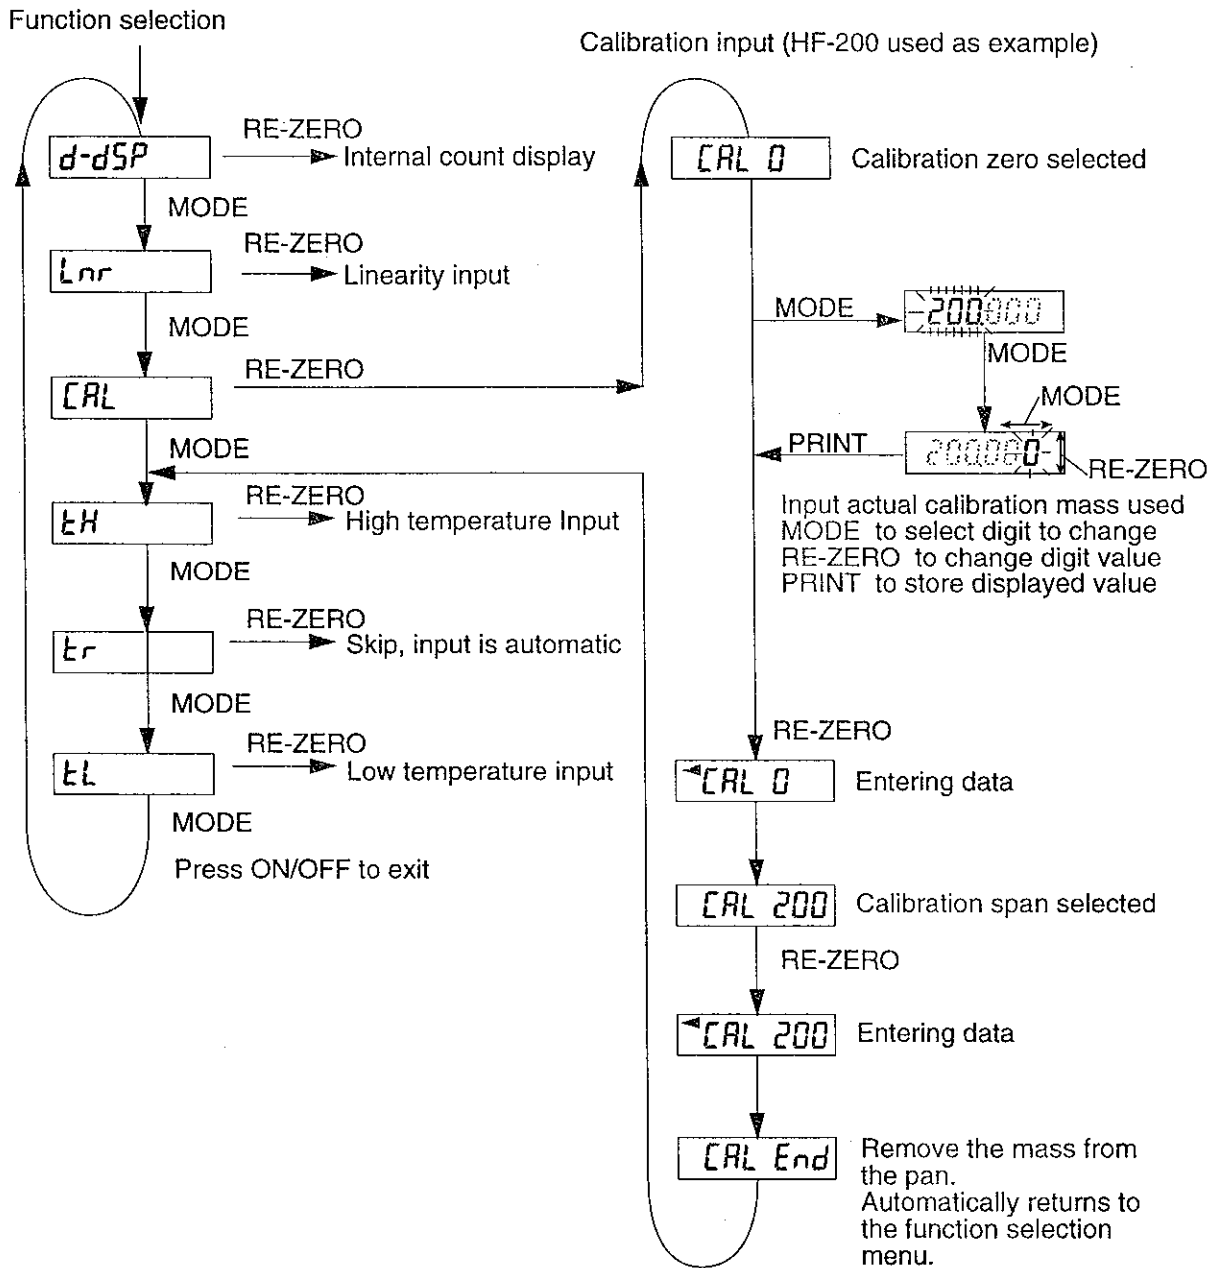 Function selection
d-dSP
RE-ZERO
Internal count display
MODE
Lnr
RE-ZERO
Linearity input
MODE
CAL
RE-ZERO
MODE
tH
RE-ZERO
High temperature Input
MODE
tr
RE-ZERO
Skip, input is automatic
MODE
tL
RE-ZERO
Low temperature input
MODE
Press ON/OFF to exit
Calibration input (HF-200 used as example)
CAL 0
Calibration zero selected
MODE
200.000
MODE
MODE
PRINT
200.000
RE-ZERO
Input actual calibration mass used
MODE to select digit to change
RE-ZERO to change digit value
PRINT to store displayed value
RE-ZERO
CAL 0
Entering data
CAL 200
Calibration span selected
RE-ZERO
CAL 200
Entering data
CAL End
Remove the mass from
the pan.
Automatically returns to
the function selection
menu.